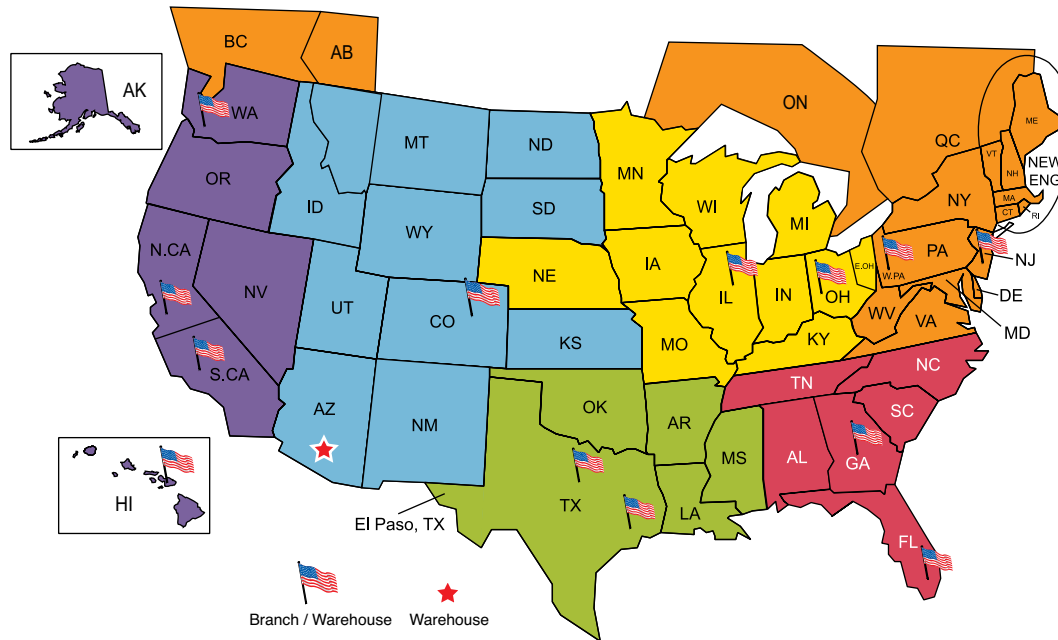 BC
AB
AK
WA
ON
ME
MT
ND
QC
VT
NEW
ENG
OR
MN
NH
ID
WI
MI
NY
MA
SD
CT
RI
WY
N.CA
PA
NJ
E.OH
IA
W.PA
NE
NV
UT
IL
IN
OH
DE
CO
WV
VA
MD
KS
MO
KY
S.CA
TN
NC
AZ
OK
NM
AR
SC
MS
AL
GA
HI
TX
LA
El Paso, TX
FL
Branch / Warehouse
Warehouse